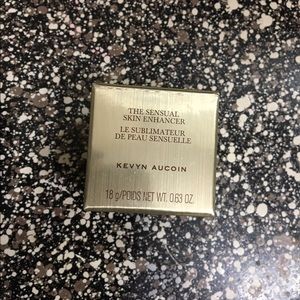 THE SENSUAL
SKIN ENHANCER
LE SUBLIMATEUR
DE PEAU SENSUELLE
KEVYN AUCOIN
18 g/POIDS NET WT. 0.63 OZ.